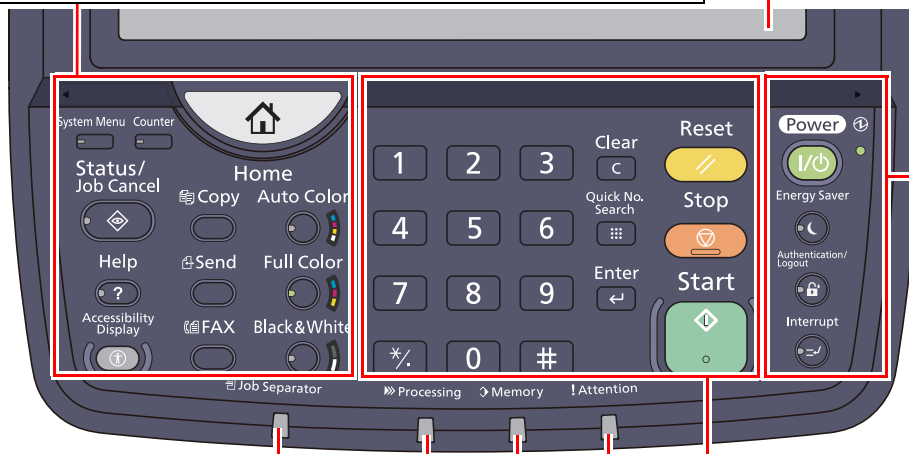 System Menu Counter
Status/
Job Cancel
Home
Copy Auto Color
Help
Send Full Color
Accessibility
Display
FAX Black&White
Job Separator
1 2 3
4 5 6
7 8 9
*/. 0 #
Clear
C
Quick No.
Search
Enter
Reset
Stop
Start
Processing Memory !Attention
Power
Energy Saver
Authentication/
Logout
Interrupt